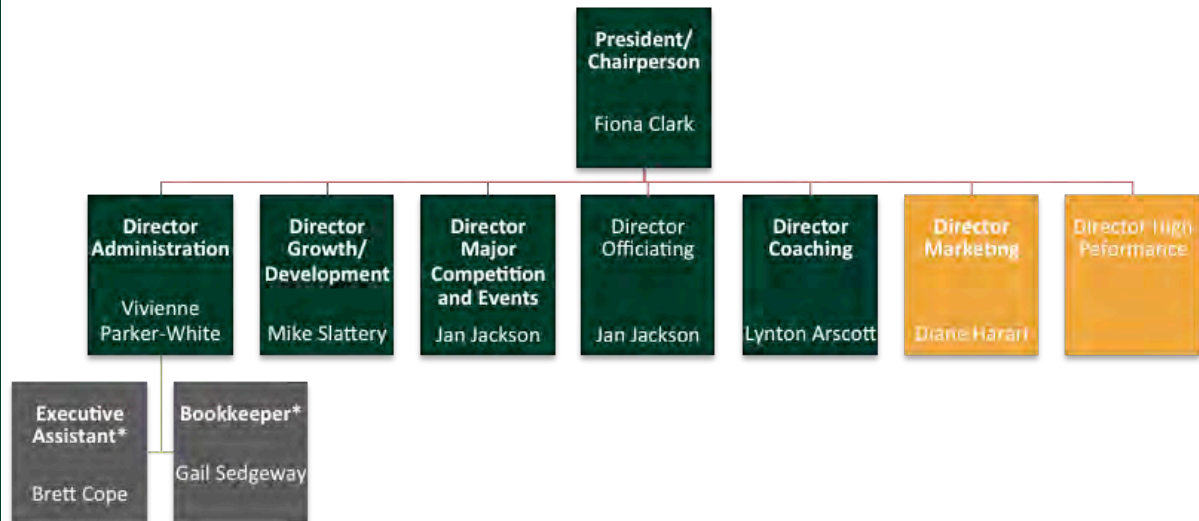 President/
Chairperson
Fiona Clark
Director
Administration
Vivienne
Parker-White
Director
Growth/
Development
Mike Slattery
Director
Major
Competition
and Events
Jan Jackson
Director
Officiating
Jan Jackson
Director
Coaching
Lynton Arscott
Director
Marketing
Diane Harari
Director High
Peformance
Executive
Assistant*
Brett Cope
Bookkeeper*
Gail Sedgeway